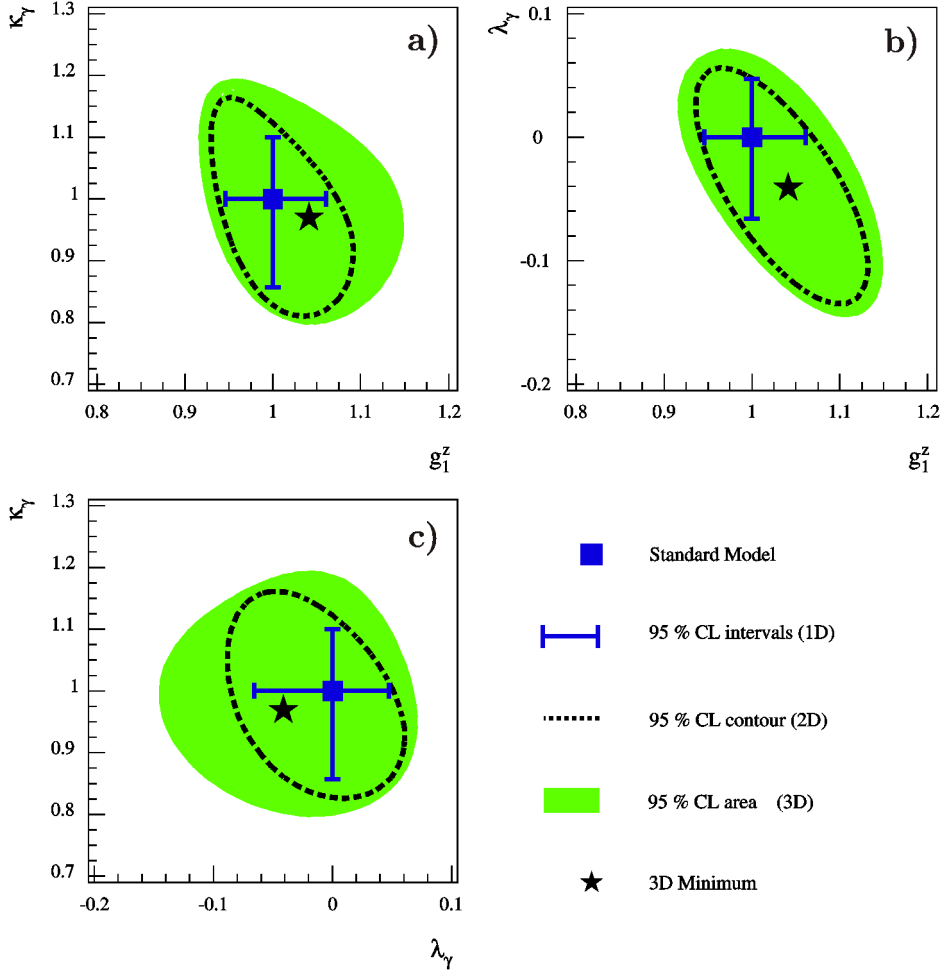 κγ
a)
1.3
1.2
1.1
1
0.9
0.8
0.7
0.8 0.9 1 1.1 1.2
g₁ᶻ
λγ
b)
0.1
0
-0.1
-0.2
0.8 0.9 1 1.1 1.2
g₁ᶻ
κγ
c)
1.3
1.2
1.1
1
0.9
0.8
0.7
-0.2 -0.1 0 0.1
λγ
Standard Model
95 % CL intervals (1D)
95 % CL contour (2D)
95 % CL area (3D)
3D Minimum